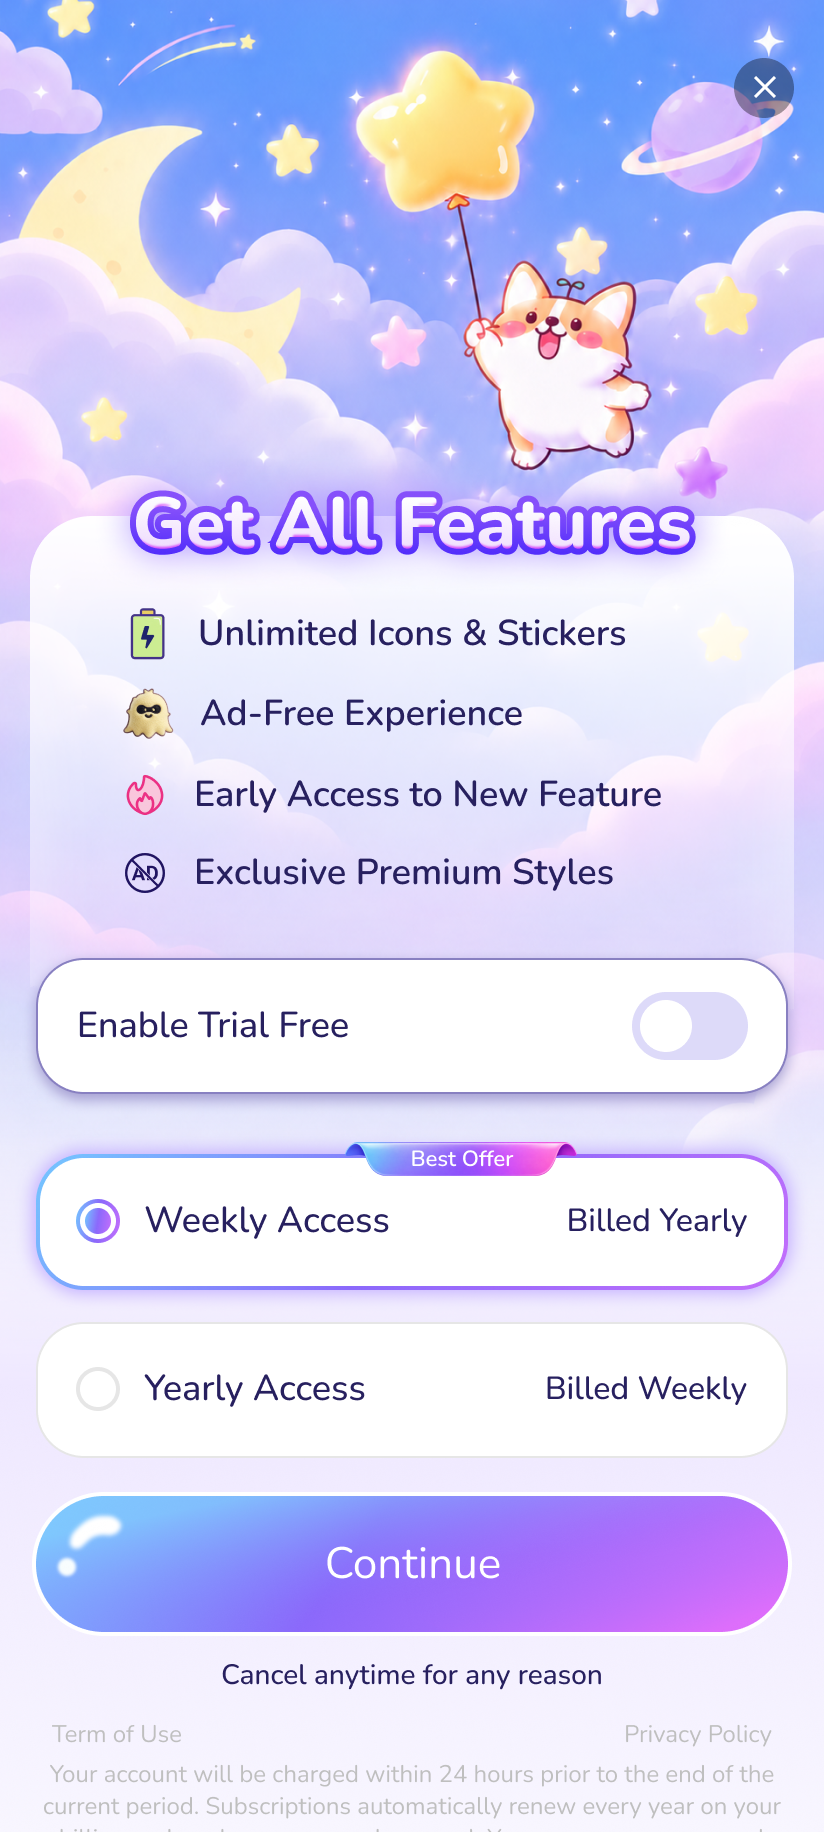 Get All Features
Unlimited Icons & Stickers
Ad-Free Experience
Early Access to New Feature
AD
Exclusive Premium Styles
Enable Trial Free
Best Offer
Weekly Access
Billed Yearly
Yearly Access
Billed Weekly
Continue
Cancel anytime for any reason
Term of Use
Privacy Policy
Your account will be charged within 24 hours prior to the end of the
current period. Subscriptions automatically renew every year on your